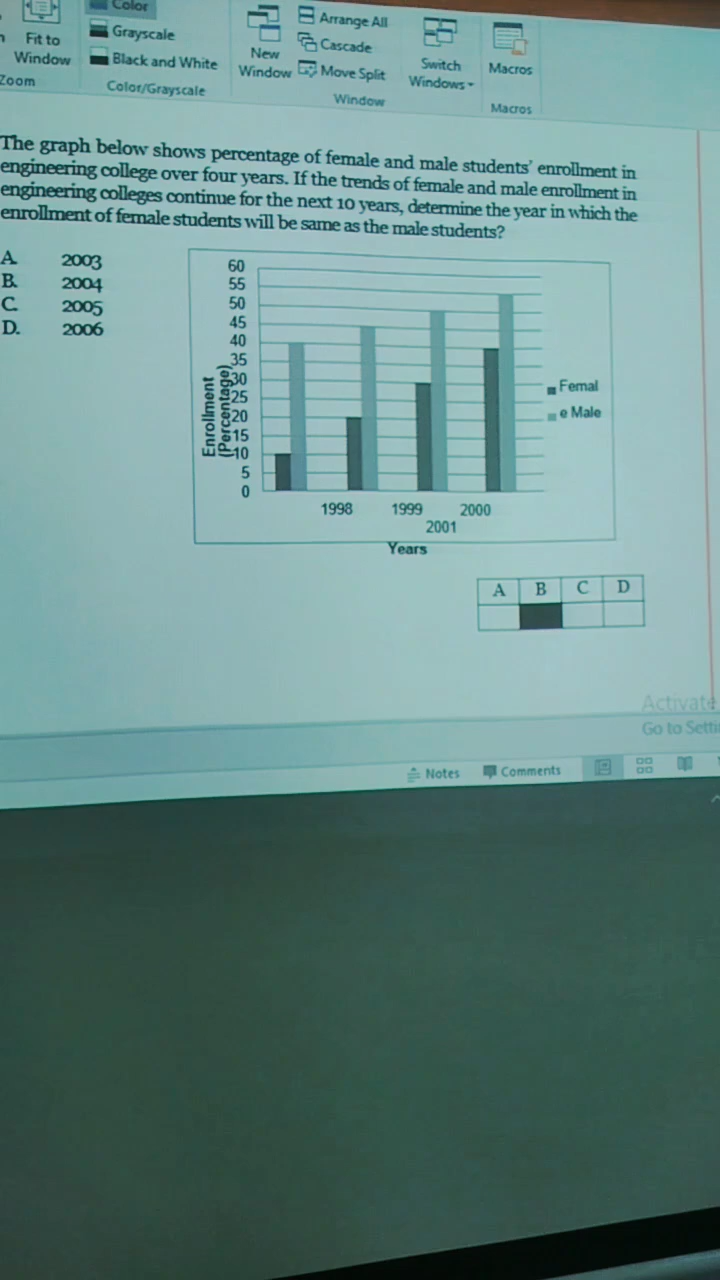 Color
Fit to
Window
Zoom
Grayscale
Black and White
Color/Grayscale
New
Window
Arrange All
Cascade
Move Split
Window
Switch
Windows
Macros
Macros
The graph below shows percentage of female and male students' enrollment in
engineering college over four years. If the trends of female and male enrollment in
engineering colleges continue for the next 10 years, determine the year in which the
enrollment of female students will be same as the male students?
A. 2003
B. 2004
C. 2005
D. 2006
60
55
50
45
40
35
30
25
20
15
10
5
0
Enrollment
(Percentage)
1998 1999 2000
2001
Years
Femal
e Male
A B C D
Activate
Go to
Notes Comments